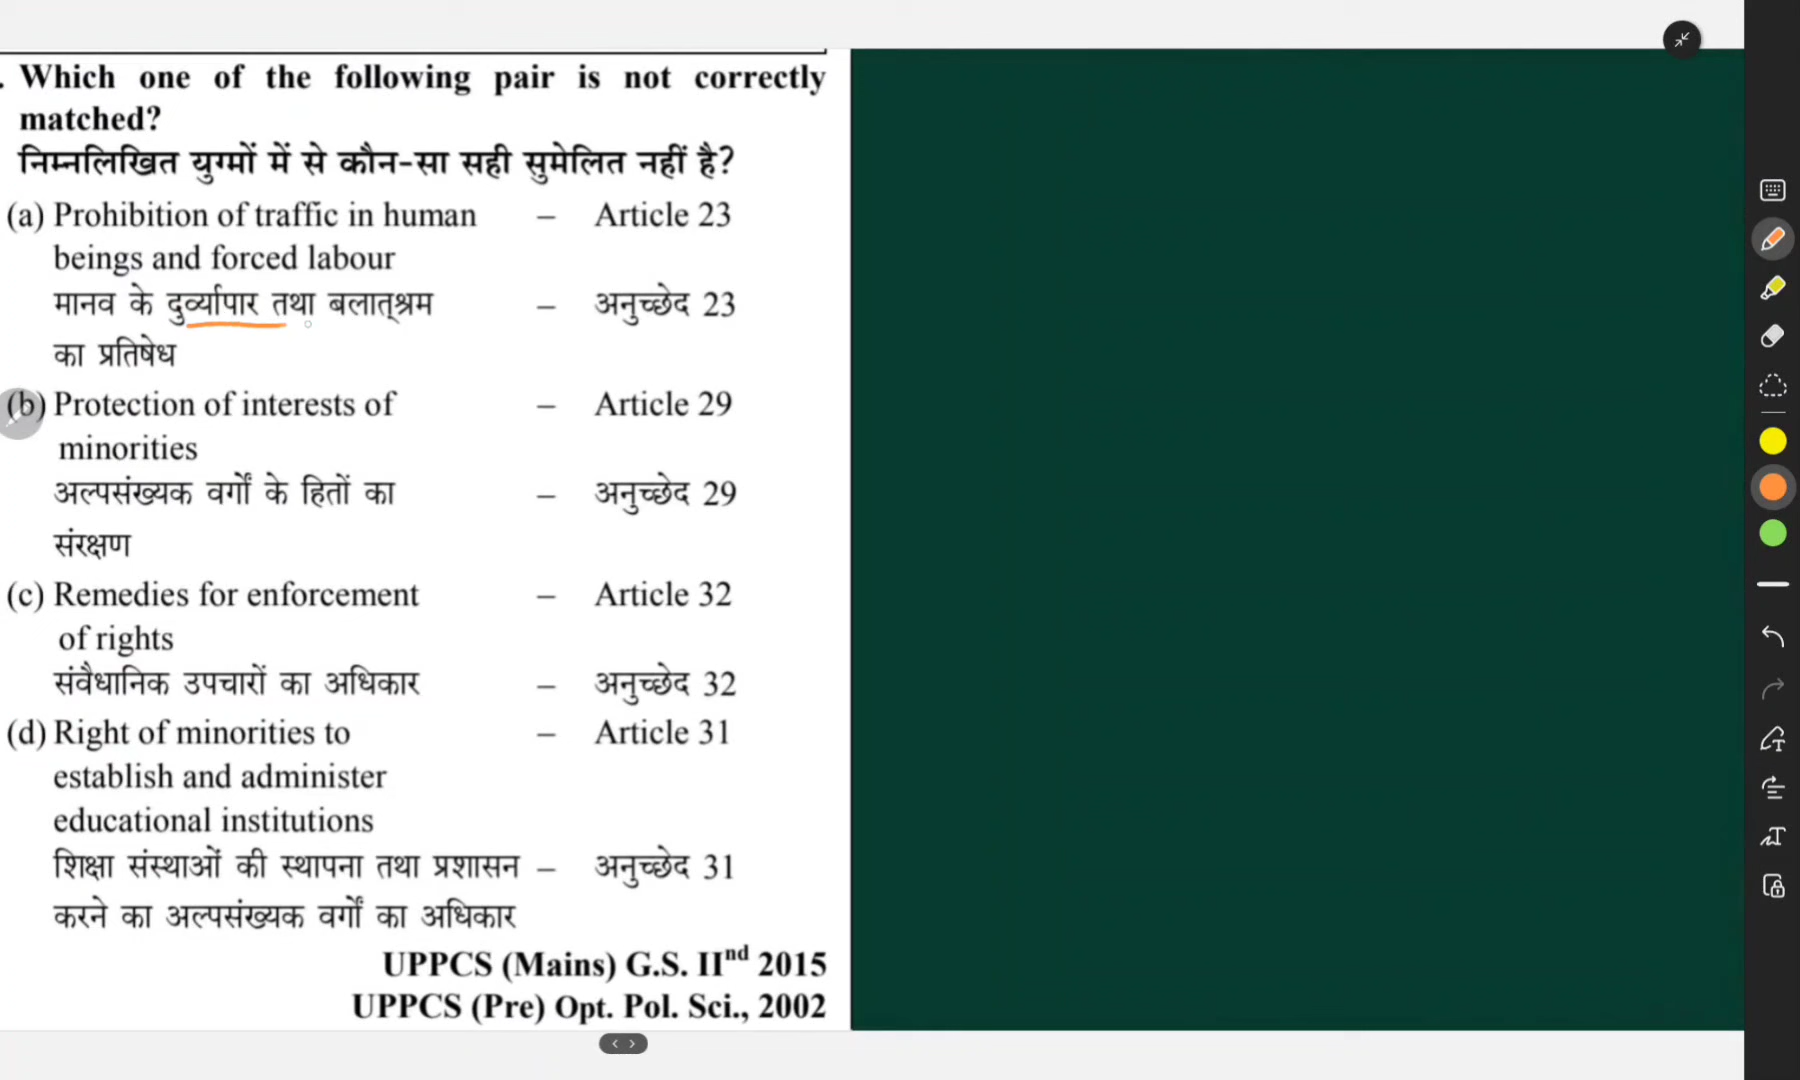 . Which one of the following pair is not correctly
matched?
निम्नलिखित युग्मों में से कौन-सा सही सुमेलित नहीं है?
(a) Prohibition of traffic in human – Article 23
beings and forced labour
मानव के दुर्व्यापार तथा बलात्श्रम – अनुच्छेद 23
का प्रतिषेध
(b) Protection of interests of – Article 29
minorities
अल्पसंख्यक वर्गों के हितों का – अनुच्छेद 29
संरक्षण
(c) Remedies for enforcement – Article 32
of rights
संवैधानिक उपचारों का अधिकार – अनुच्छेद 32
(d) Right of minorities to – Article 31
establish and administer
educational institutions
शिक्षा संस्थाओं की स्थापना तथा प्रशासन – अनुच्छेद 31
करने का अल्पसंख्यक वर्गों का अधिकार
UPPCS (Mains) G.S. IInd 2015
UPPCS (Pre) Opt. Pol. Sci., 2002